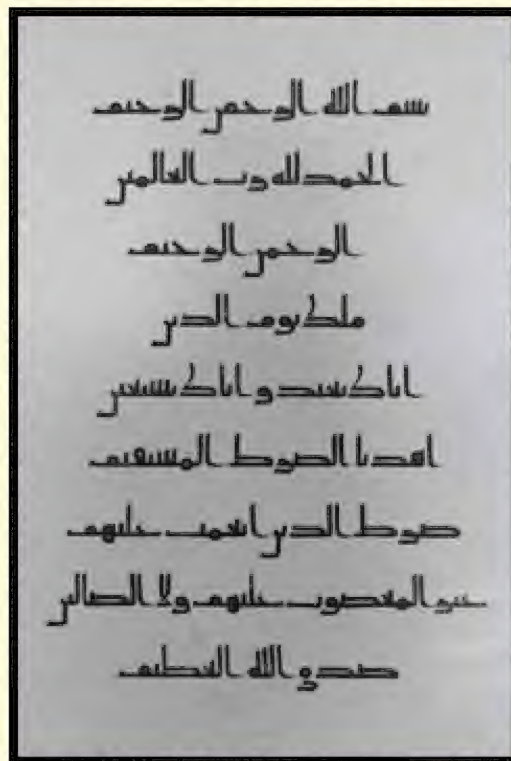 بسم الله الرحمن الرحيم
الحمد لله رب العالمين
الرحمن الرحيم
ملك يوم الدين
اياك نعبد و اياك نستعين
اهدنا الصرط المستقيم
صرط الذين انعمت عليهم
غير المغضوب عليهم ولا الضالين
صدق الله العظيم